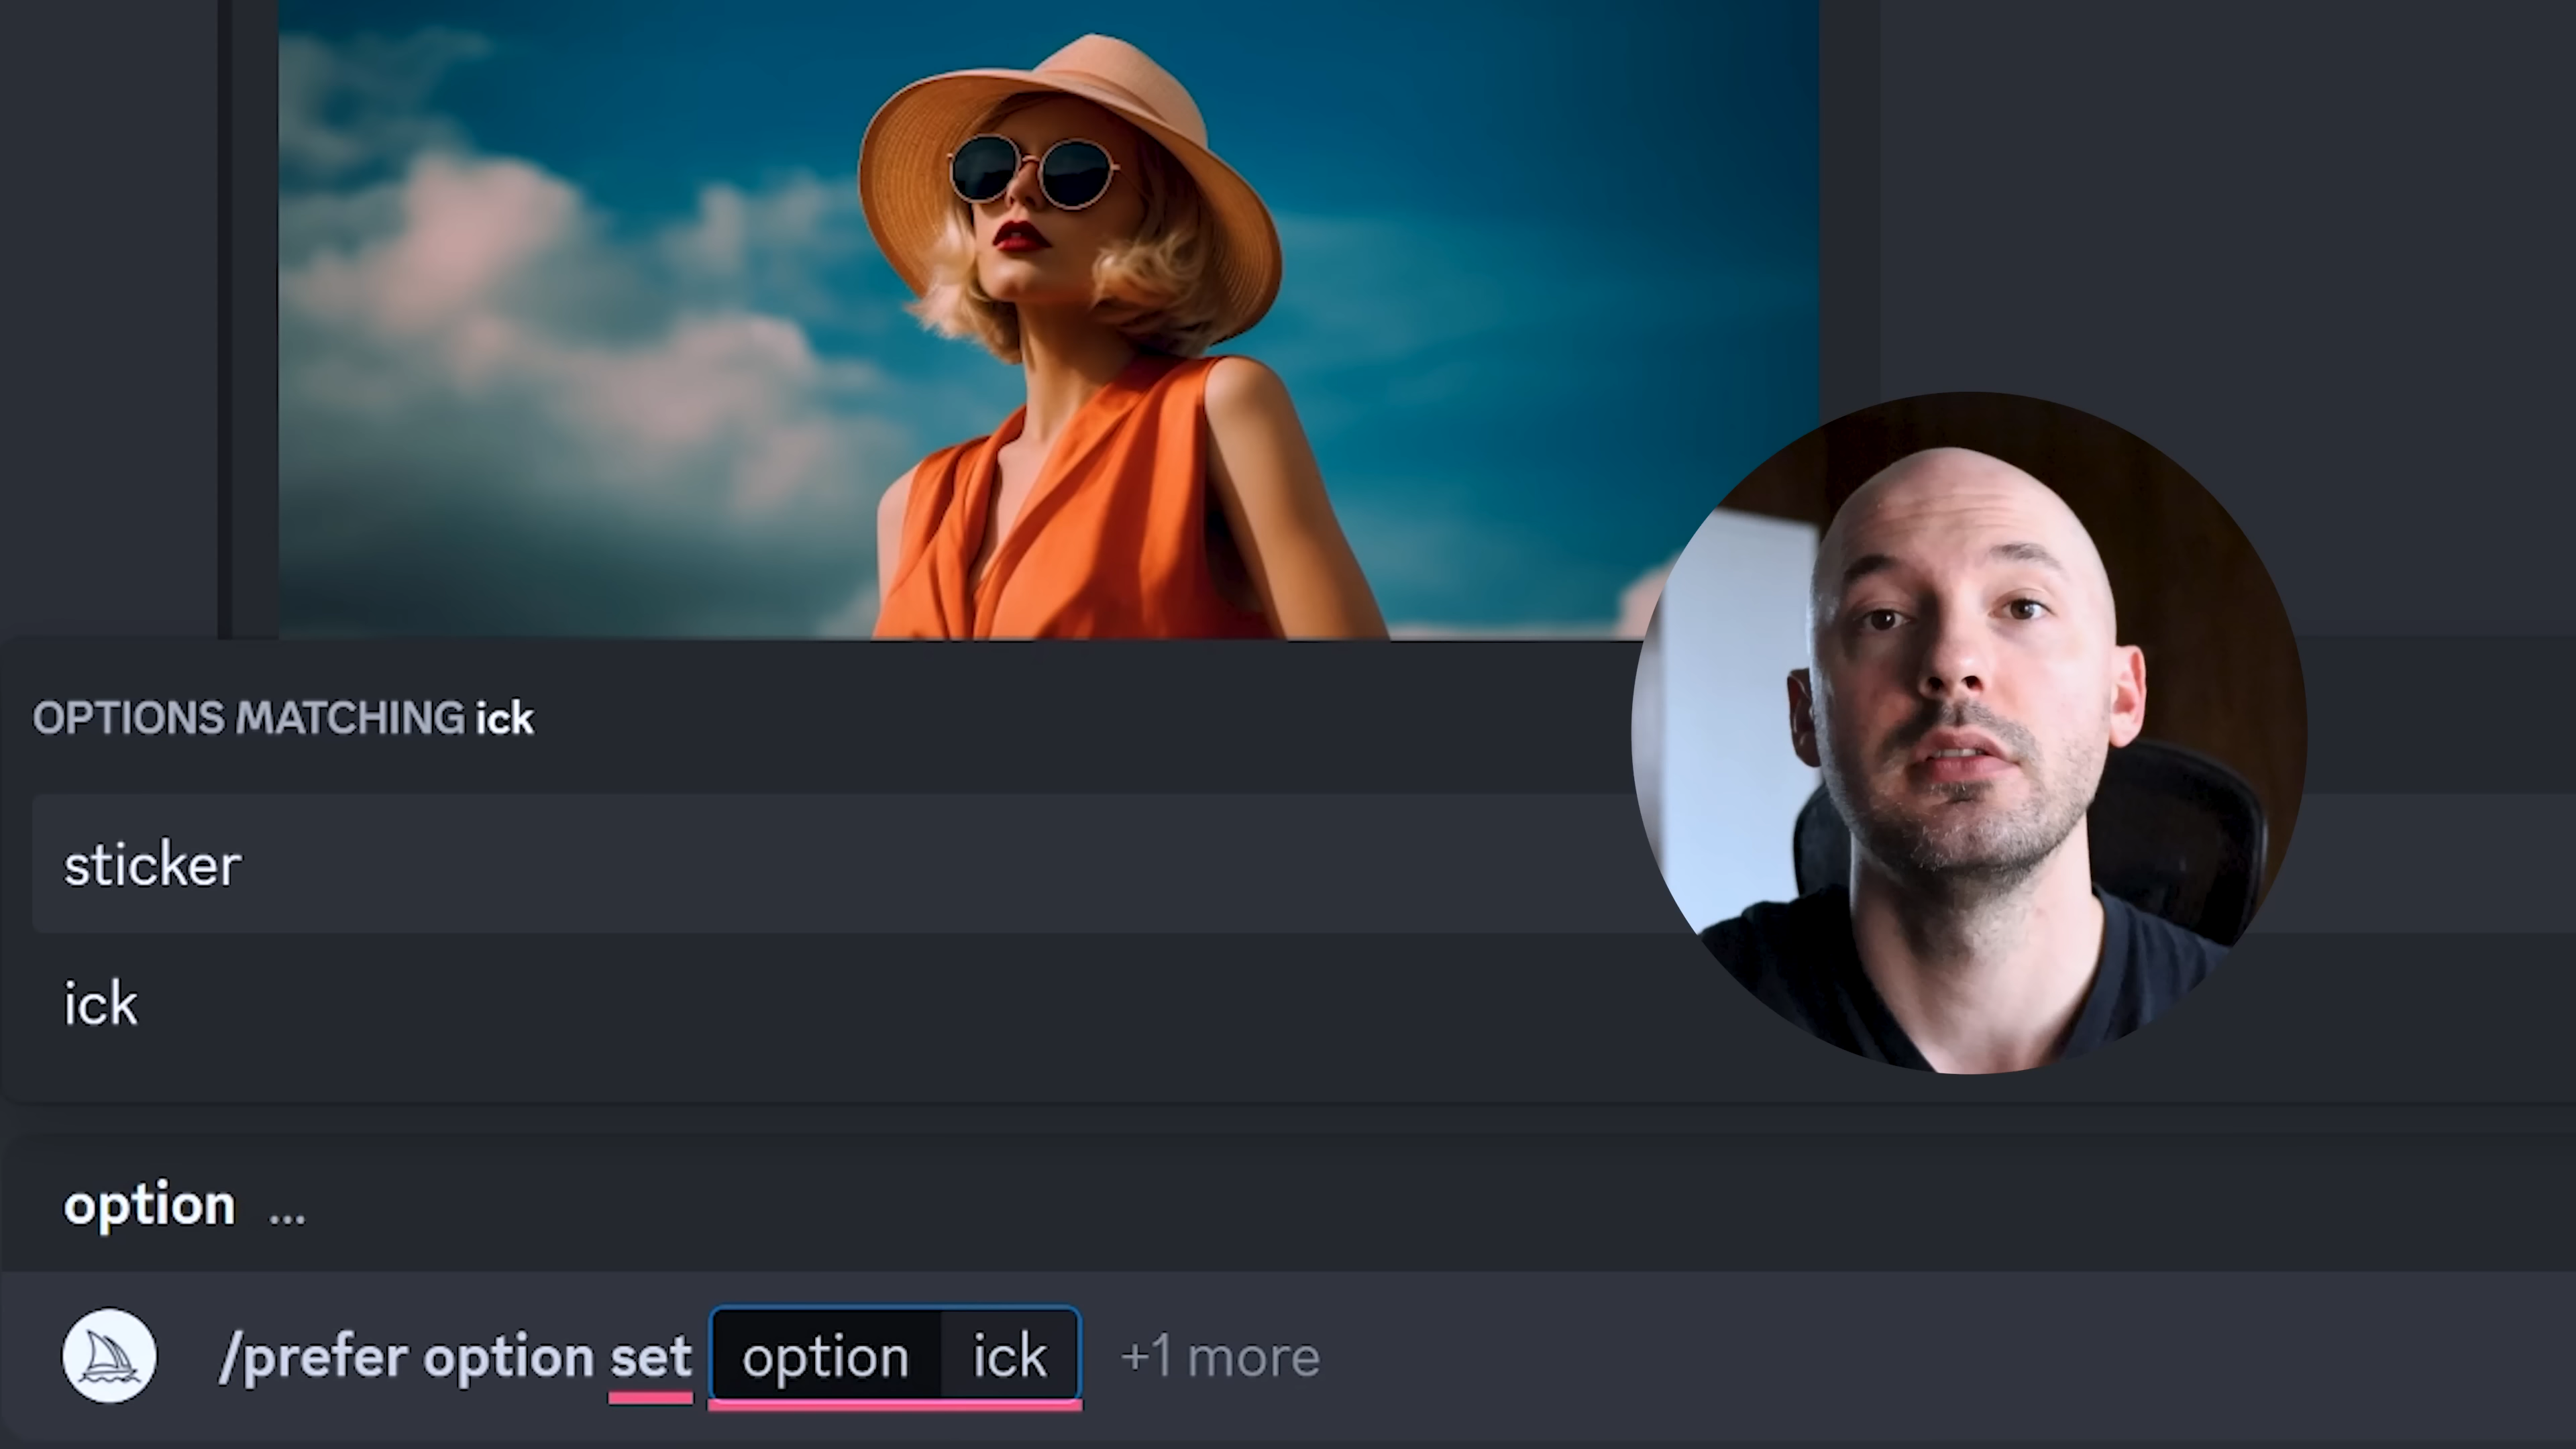 OPTIONS MATCHING ick
sticker
ick
option ...
/prefer option set option ick +1 more